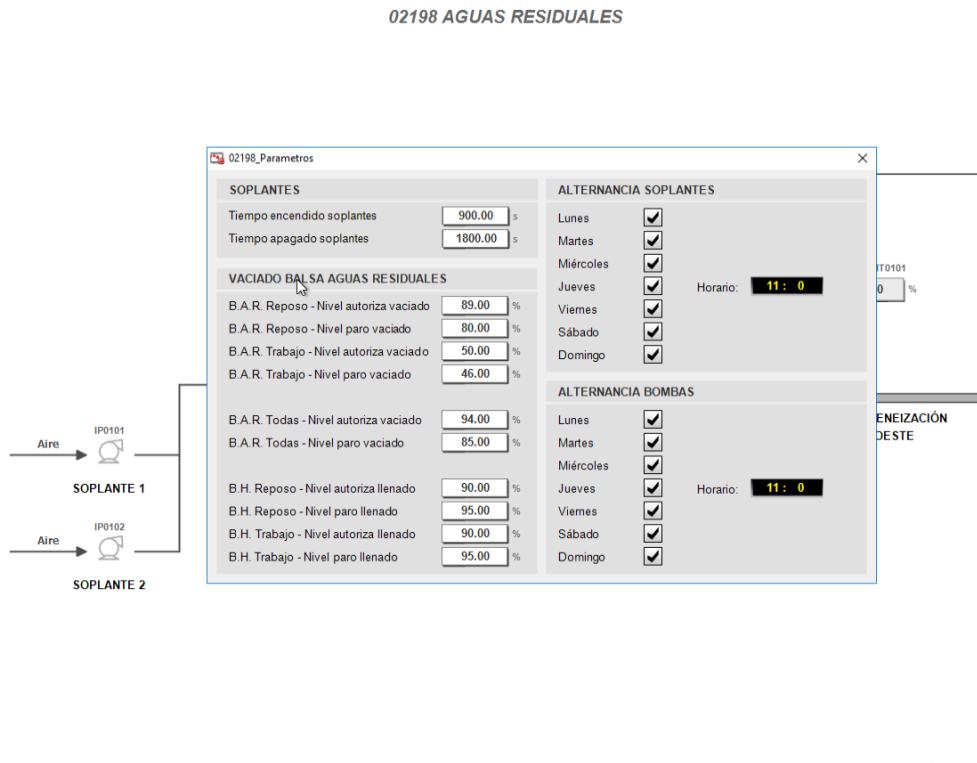 02198 AGUAS RESIDUALES
02198_Parametros
SOPLANTES
Tiempo encendido soplantes 900.00 s
Tiempo apagado soplantes 1800.00 s
VACIADO BALSA AGUAS RESIDUALES
B.A.R. Reposo - Nivel autoriza vaciado 89.00 %
B.A.R. Reposo - Nivel paro vaciado 80.00 %
B.A.R. Trabajo - Nivel autoriza vaciado 50.00 %
B.A.R. Trabajo - Nivel paro vaciado 46.00 %
B.A.R. Todas - Nivel autoriza vaciado 94.00 %
B.A.R. Todas - Nivel paro vaciado 85.00 %
B.H. Reposo - Nivel autoriza llenado 90.00 %
B.H. Reposo - Nivel paro llenado 95.00 %
B.H. Trabajo - Nivel autoriza llenado 90.00 %
B.H. Trabajo - Nivel paro llenado 95.00 %
ALTERNANCIA SOPLANTES
Lunes
Martes
Miércoles
Jueves
Horario: 11 : 0
Viernes
Sábado
Domingo
ALTERNANCIA BOMBAS
Lunes
Martes
Miércoles
Jueves
Horario: 11 : 0
Viernes
Sábado
Domingo
IT0101
0 %
ENEIZACIÓN
OESTE
IP0101
Aire
SOPLANTE 1
IP0102
Aire
SOPLANTE 2